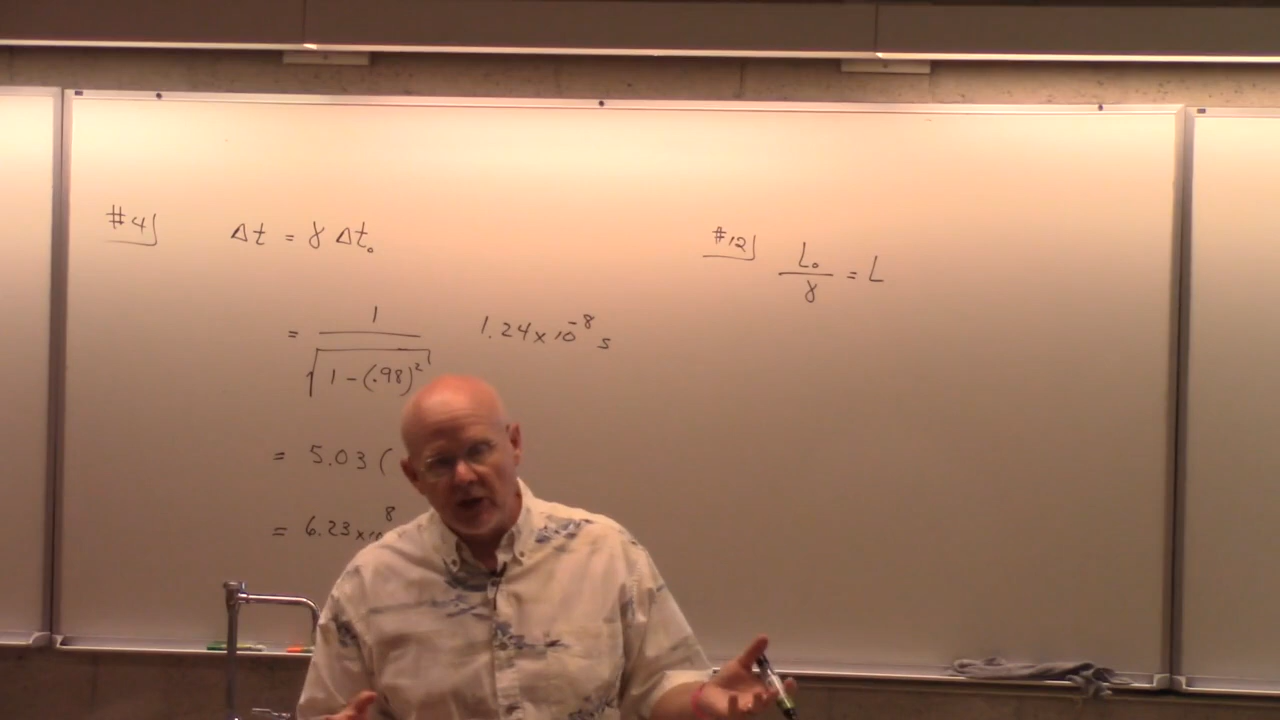 #4
Δt = γ Δt₀
= 1 / √(1 - (.98)²) 1.24 x 10⁻⁸ s
= 5.03 (
= 6.23 x 10 8
#12
L₀ / γ = L